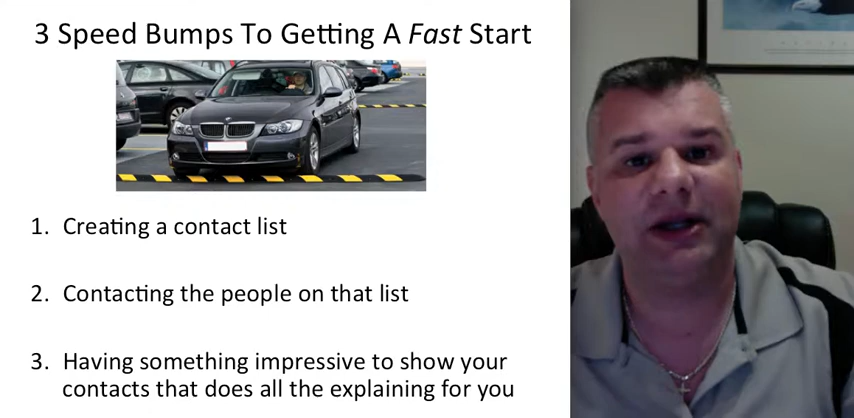 3 Speed Bumps To Getting A Fast Start
1. Creating a contact list
2. Contacting the people on that list
3. Having something impressive to show your
contacts that does all the explaining for you